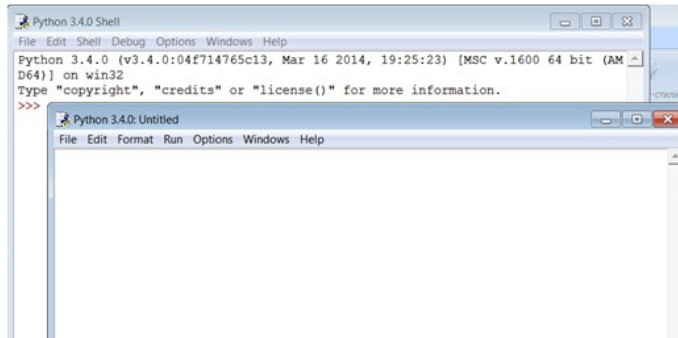 Python 3.4.0 Shell
File Edit Shell Debug Options Windows Help
Python 3.4.0 (v3.4.0:04f714765c13, Mar 16 2014, 19:25:23) [MSC v.1600 64 bit (AM
D64)] on win32
Type "copyright", "credits" or "license()" for more information.
>>>
Python 3.4.0: Untitled
File Edit Format Run Options Windows Help